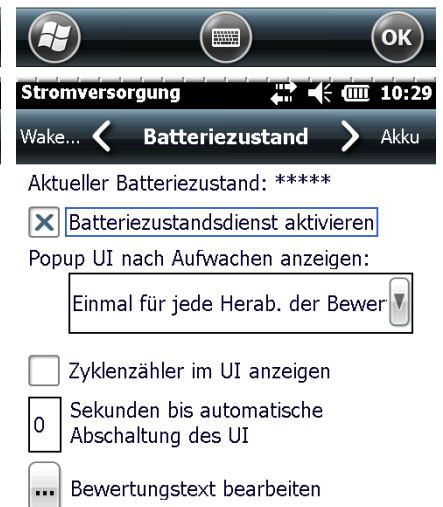 OK
Stromversorgung 10:29
Wake... Batteriezustand Akku
Aktueller Batteriezustand: *****
Batteriezustandsdienst aktivieren
Popup UI nach Aufwachen anzeigen:
Einmal für jede Herab. der Bewer
Zyklenzähler im UI anzeigen
0 Sekunden bis automatische
Abschaltung des UI
... Bewertungstext bearbeiten